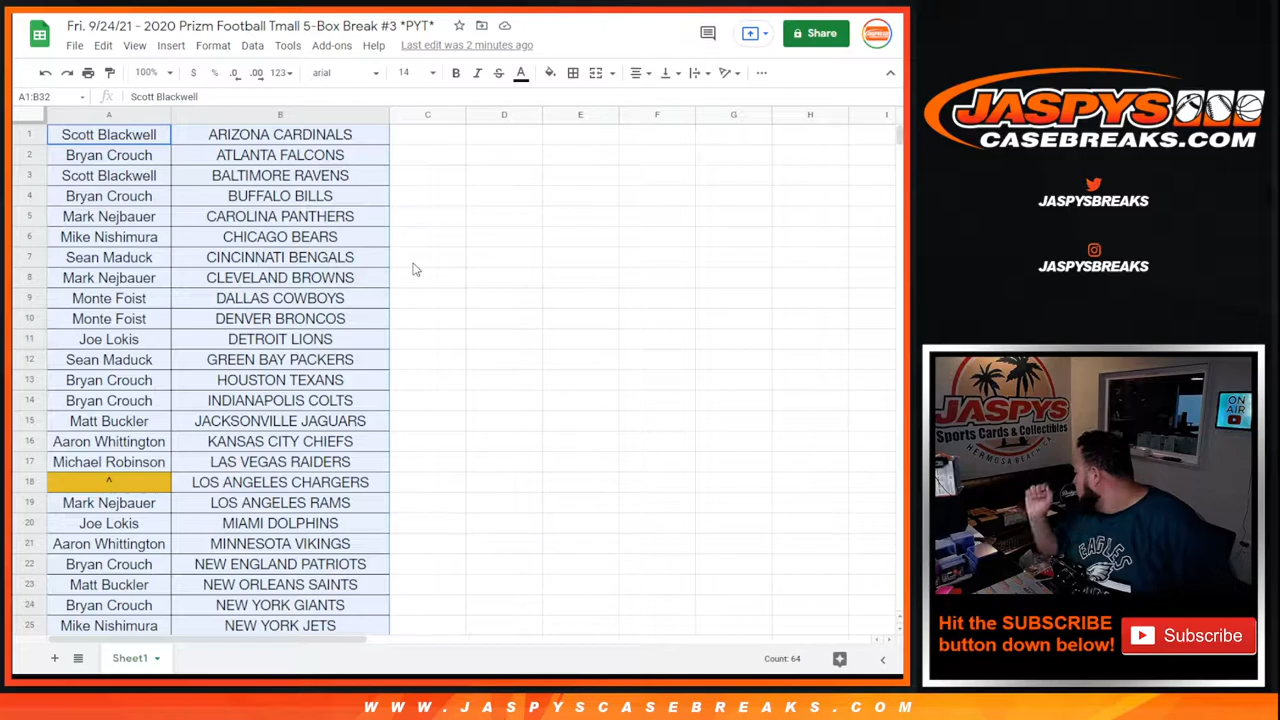 Fri. 9/24/21 - 2020 Prizm Football Tmall 5-Box Break #3 *PYT*
File Edit View Insert Format Data Tools Add-ons Help Last edit was 2 minutes ago
Share
100% $ % .0 .00 123 arial 14 B I S A
A1:B32 fx Scott Blackwell
A B C D E F G H I
1 Scott Blackwell ARIZONA CARDINALS
2 Bryan Crouch ATLANTA FALCONS
3 Scott Blackwell BALTIMORE RAVENS
4 Bryan Crouch BUFFALO BILLS
5 Mark Nejbauer CAROLINA PANTHERS
6 Mike Nishimura CHICAGO BEARS
7 Sean Maduck CINCINNATI BENGALS
8 Mark Nejbauer CLEVELAND BROWNS
9 Monte Foist DALLAS COWBOYS
10 Monte Foist DENVER BRONCOS
11 Joe Lokis DETROIT LIONS
12 Sean Maduck GREEN BAY PACKERS
13 Bryan Crouch HOUSTON TEXANS
14 Bryan Crouch INDIANAPOLIS COLTS
15 Matt Buckler JACKSONVILLE JAGUARS
16 Aaron Whittington KANSAS CITY CHIEFS
17 Michael Robinson LAS VEGAS RAIDERS
18 ^ LOS ANGELES CHARGERS
19 Mark Nejbauer LOS ANGELES RAMS
20 Joe Lokis MIAMI DOLPHINS
21 Aaron Whittington MINNESOTA VIKINGS
22 Bryan Crouch NEW ENGLAND PATRIOTS
23 Matt Buckler NEW ORLEANS SAINTS
24 Bryan Crouch NEW YORK GIANTS
25 Mike Nishimura NEW YORK JETS
Sheet1
Count: 64
JASPYS
CASEBREAKS.COM
JASPYSBREAKS
JASPYSBREAKS
JASPYS
Sports Cards & Collectibles
HERMOSA BEACH CA
ON
AIR
EAGLES
Hit the SUBSCRIBE
button down below!
Subscribe
WWW.JASPYSCASEBREAKS.COM